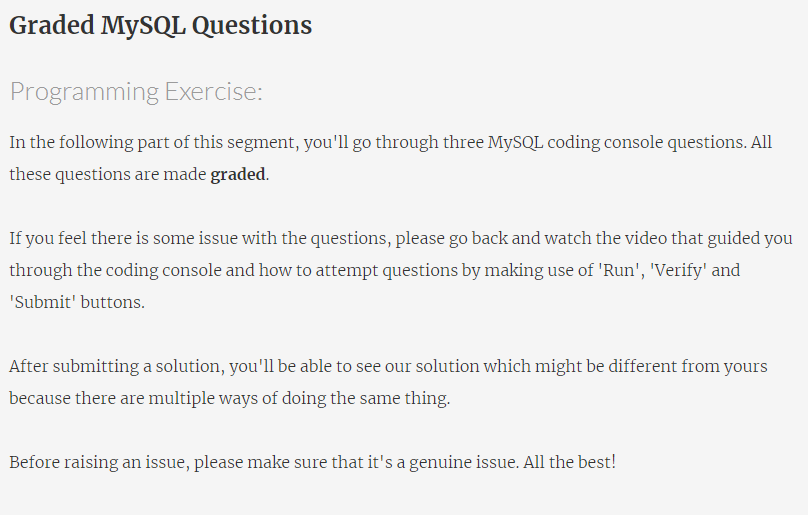 Graded MySQL Questions
Programming Exercise:
In the following part of this segment, you'll go through three MySQL coding console questions. All
these questions are made graded.
If you feel there is some issue with the questions, please go back and watch the video that guided you
through the coding console and how to attempt questions by making use of 'Run', 'Verify' and
'Submit' buttons.
After submitting a solution, you'll be able to see our solution which might be different from yours
because there are multiple ways of doing the same thing.
Before raising an issue, please make sure that it's a genuine issue. All the best!